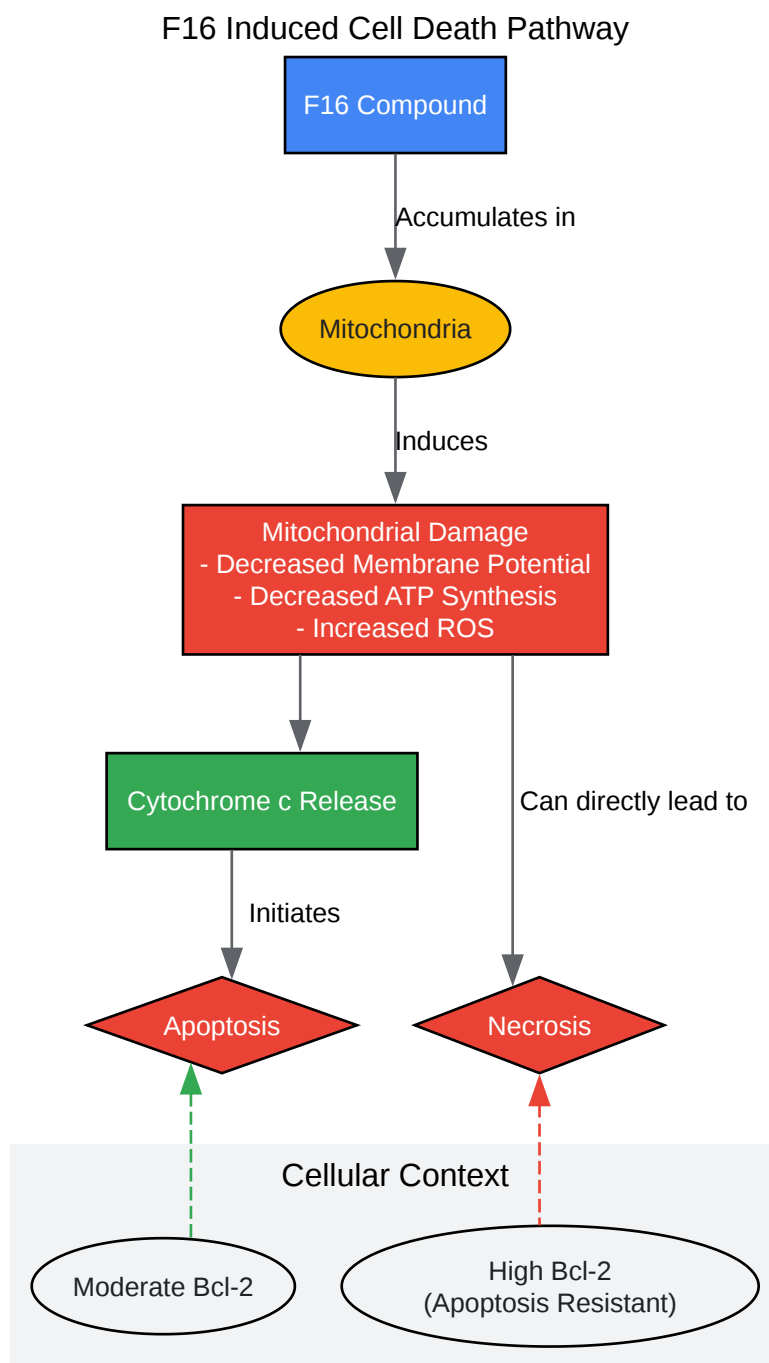 F16 Induced Cell Death Pathway
F16 Compound
Accumulates in
Mitochondria
Induces
Mitochondrial Damage
- Decreased Membrane Potential
- Decreased ATP Synthesis
- Increased ROS
Cytochrome c Release
Can directly lead to
Initiates
Apoptosis
Necrosis
Cellular Context
Moderate Bcl-2
High Bcl-2
(Apoptosis Resistant)